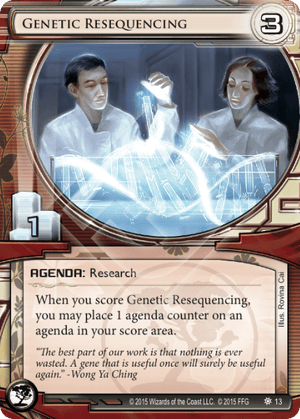 Genetic Resequencing
3
1
AGENDA: Research
When you score Genetic Resequencing,
you may place 1 agenda counter on an
agenda in your score area.
"The best part of our work is that nothing is ever
wasted. A gene that is useful once will surely be useful
again." -Wong Ya Ching
Illus. Rovina Cai
© 2015 Wizards of the Coast LLC. © 2015 FFG
13